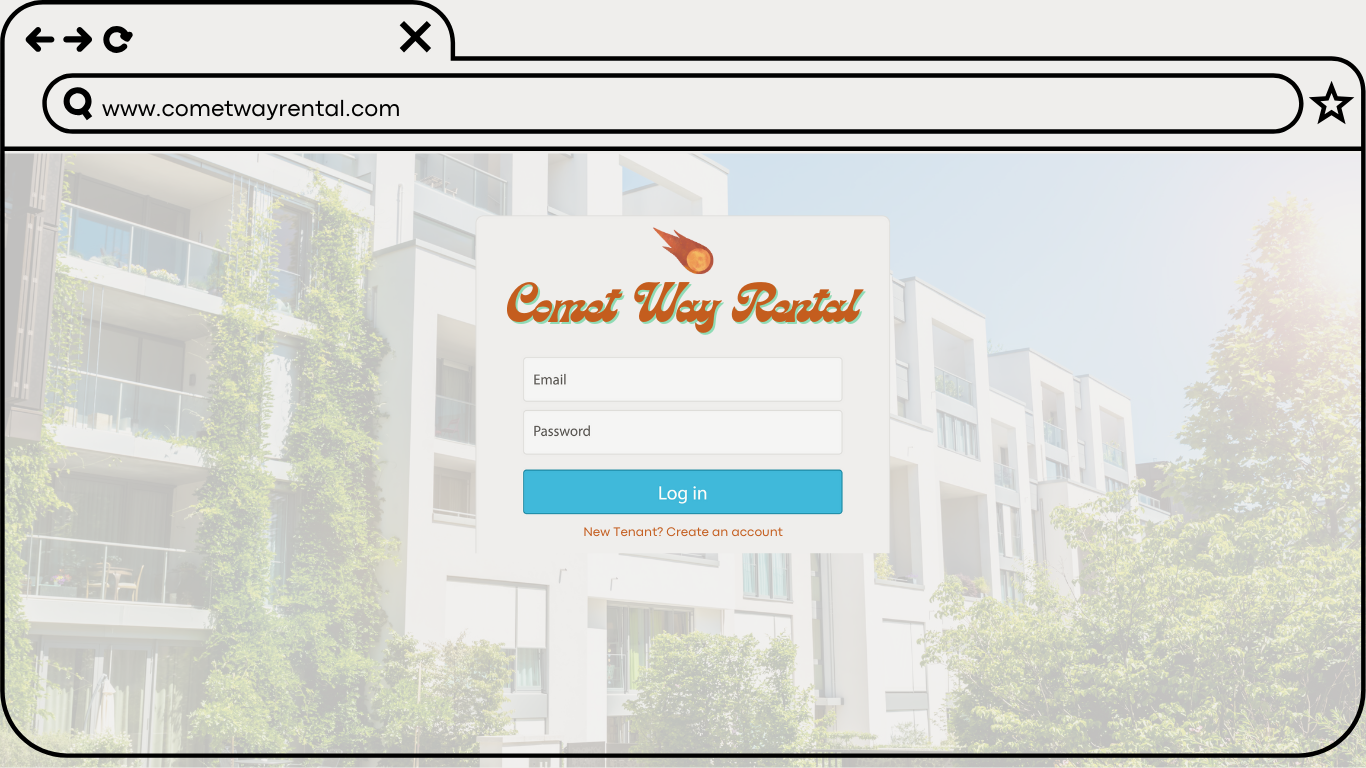 www.cometwayrental.com
Comet Way Rental
Email
Password
Log in
New Tenant? Create an account